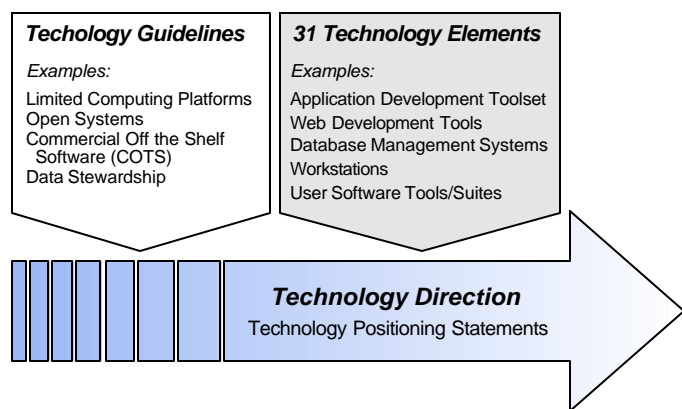 Techology Guidelines
Examples:
Limited Computing Platforms
Open Systems
Commercial Off the Shelf
Software (COTS)
Data Stewardship
31 Technology Elements
Examples:
Application Development Toolset
Web Development Tools
Database Management Systems
Workstations
User Software Tools/Suites
Technology Direction
Technology Positioning Statements